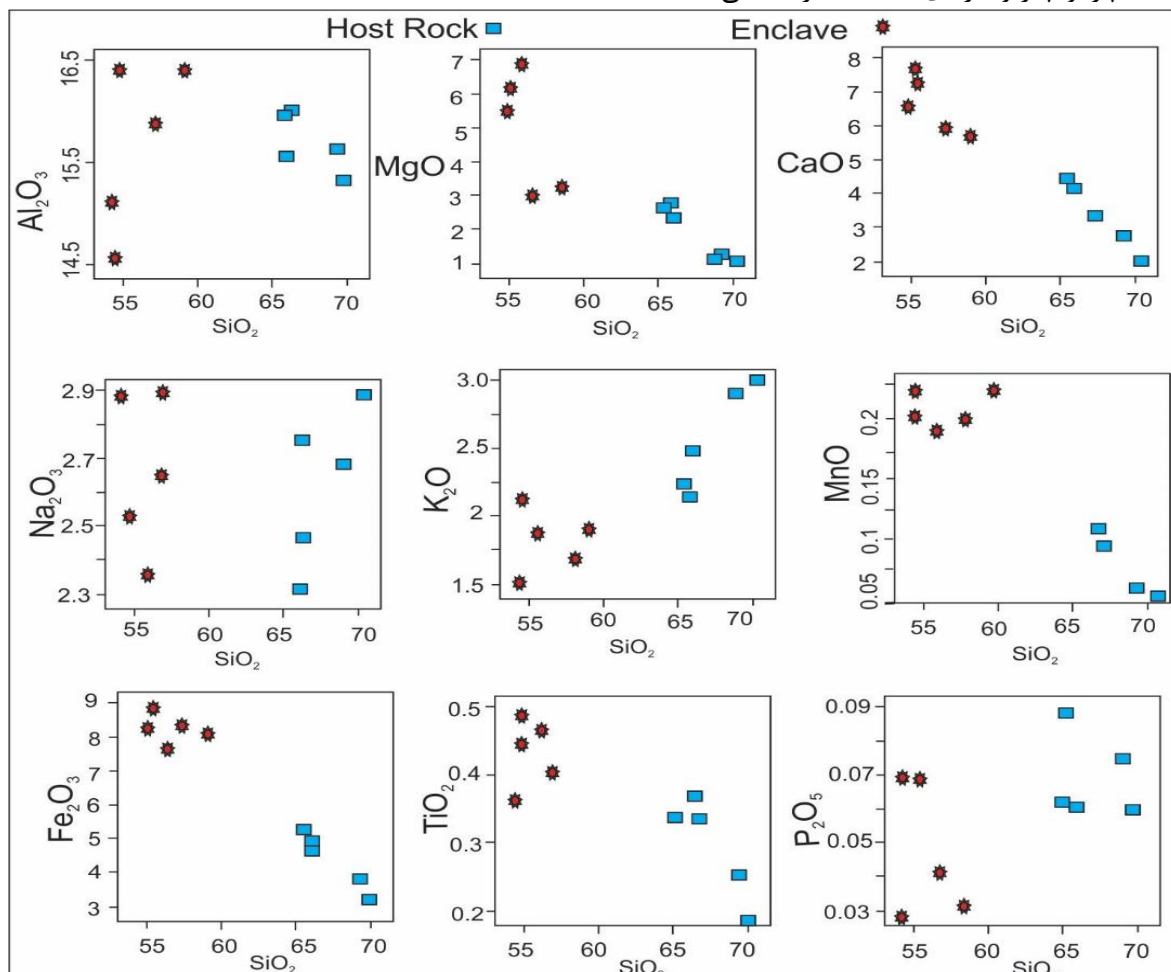 Host Rock Enclave
Al₂O₃
16.5
15.5
14.5
55 60 65 70
SiO₂
MgO
7
6
5
4
3
2
1
55 60 65 70
SiO₂
CaO
8
7
6
5
4
3
2
55 60 65 70
SiO₂
Na₂O₃
2.9
2.7
2.5
2.3
55 60 65 70
SiO₂
K₂O
3.0
2.5
2
1.5
55 60 65 70
SiO₂
MnO
0.2
0.15
0.1
0.05
55 60 65 70
SiO₂
Fe₂O₃
9
8
7
6
5
4
3
55 60 65 70
SiO₂
TiO₂
0.5
0.4
0.3
0.2
55 60 65 70
SiO₂
P₂O₅
0.09
0.07
0.05
0.03
55 60 65 70
SiO₂